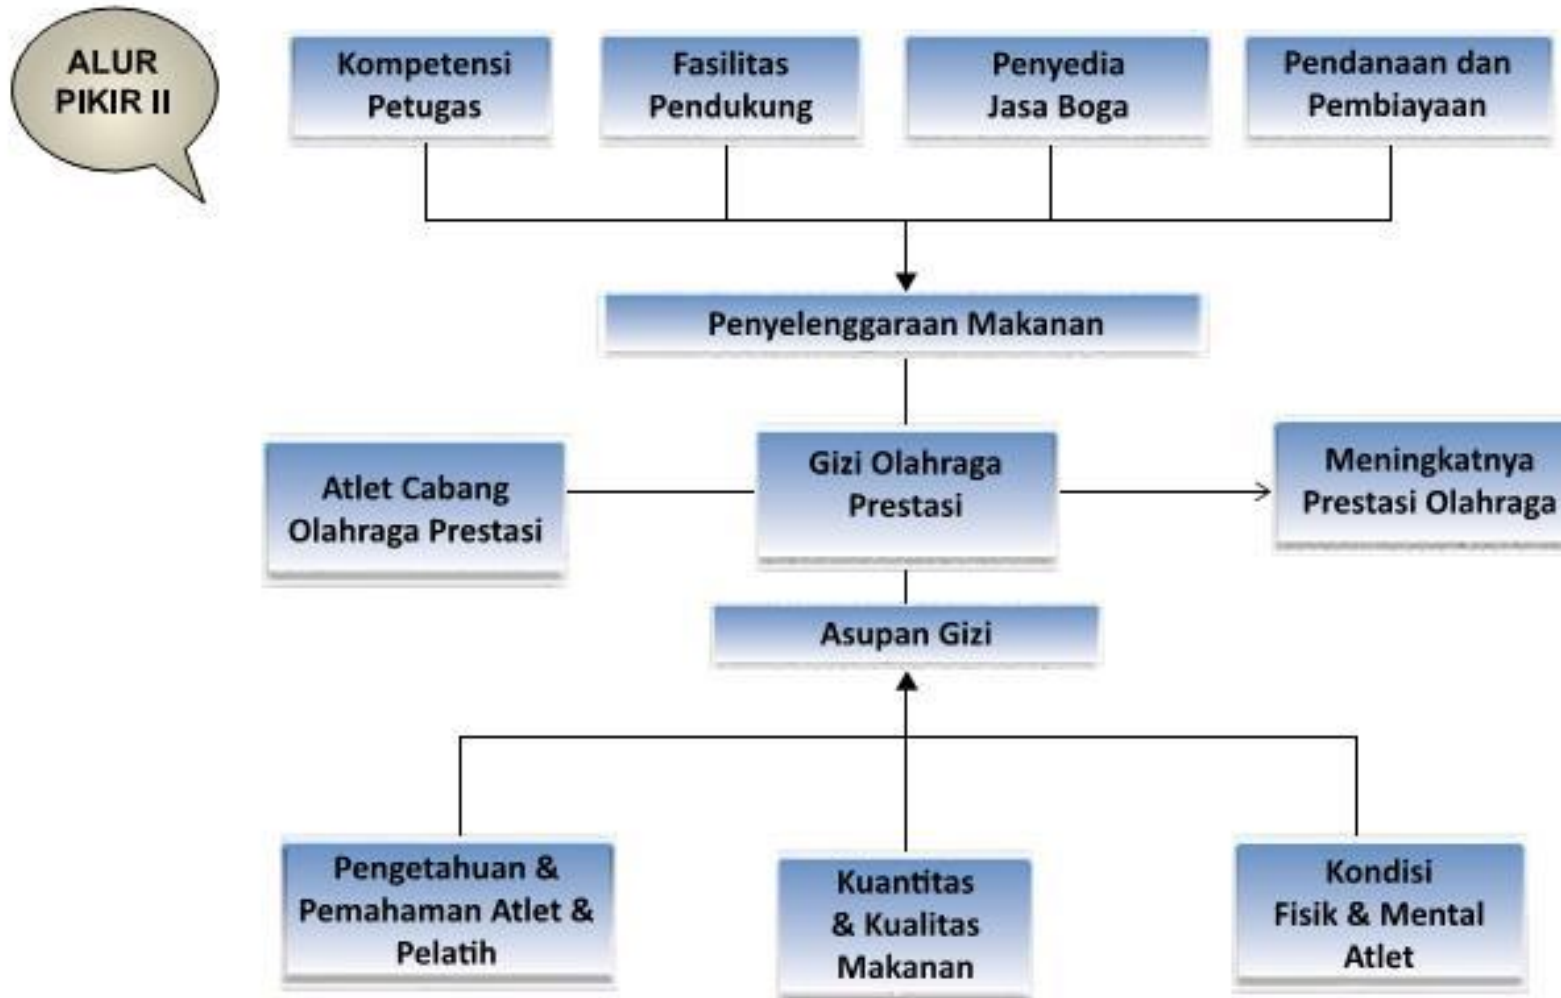 ALUR
PIKIR II
Kompetensi
Petugas
Fasilitas
Pendukung
Penyedia
Jasa Boga
Pendanaan dan
Pembiayaan
Penyelenggaraan Makanan
Atlet Cabang
Olahraga Prestasi
Gizi Olahraga
Prestasi
Meningkatnya
Prestasi Olahraga
Asupan Gizi
Pengetahuan &
Pemahaman Atlet &
Pelatih
Kuantitas
& Kualitas
Makanan
Kondisi
Fisik & Mental
Atlet